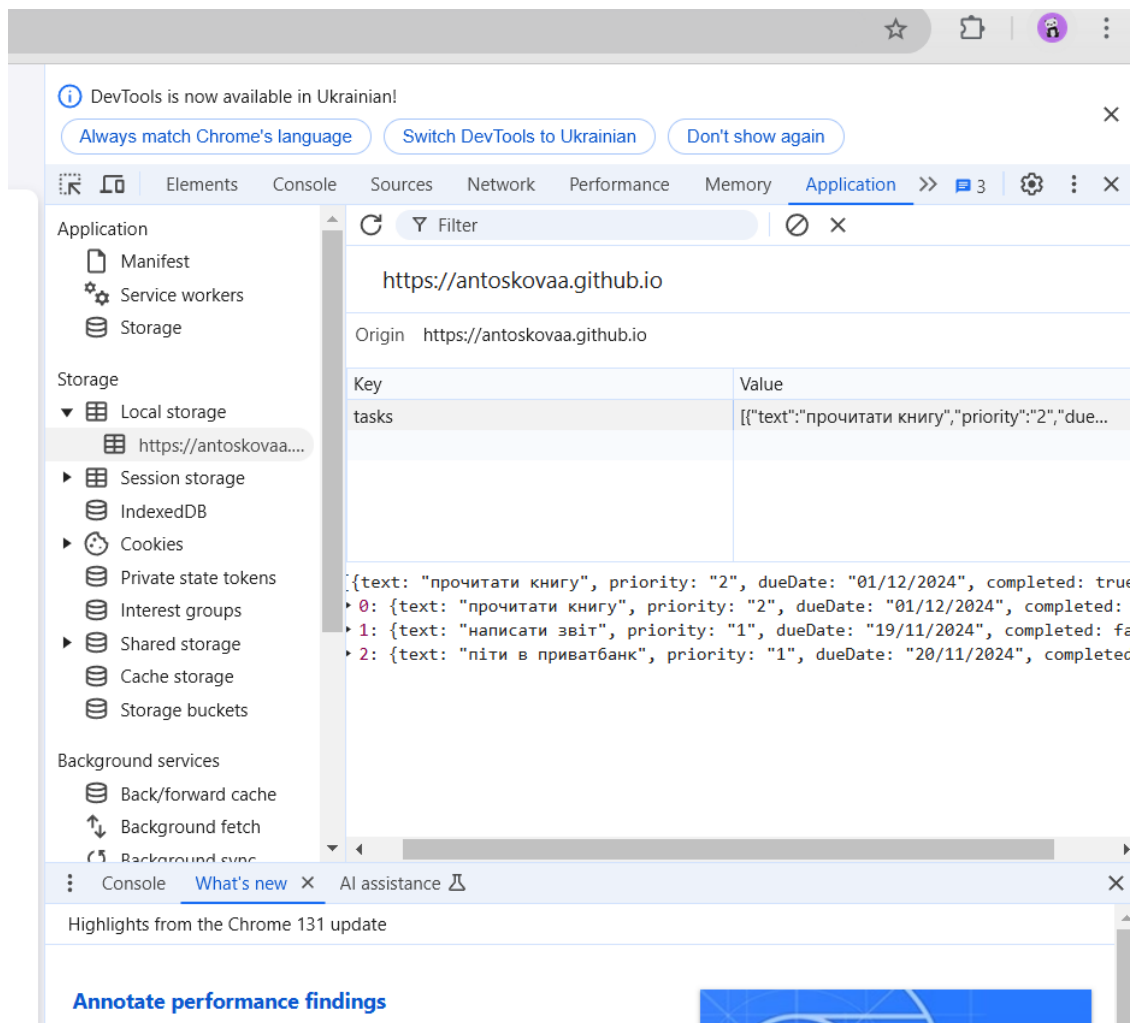 DevTools is now available in Ukrainian!
Always match Chrome's language Switch DevTools to Ukrainian Don't show again
Elements Console Sources Network Performance Memory Application 3
Application
Manifest
Service workers
Storage
Storage
Local storage
https://antoskovaa....
Session storage
IndexedDB
Cookies
Private state tokens
Interest groups
Shared storage
Cache storage
Storage buckets
Background services
Back/forward cache
Background fetch
Background sync
Filter
https://antoskovaa.github.io
Origin https://antoskovaa.github.io
Key Value
tasks [{"text":"прочитати книгу","priority":"2","due...
[{text: "прочитати книгу", priority: "2", dueDate: "01/12/2024", completed: true
0: {text: "прочитати книгу", priority: "2", dueDate: "01/12/2024", completed:
1: {text: "написати звіт", priority: "1", dueDate: "19/11/2024", completed: fa
2: {text: "піти в приватбанк", priority: "1", dueDate: "20/11/2024", completed
Console What's new AI assistance
Highlights from the Chrome 131 update
Annotate performance findings